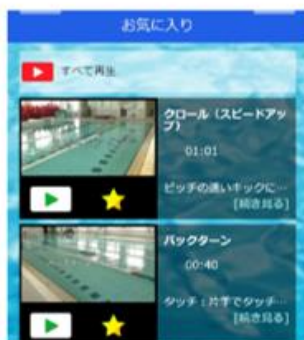 お気に入り
すべて再生
クロール（スピードアッ
プ）
01:01
ピッチの速いキックに…
[続き見る]
バックターン
00:40
タッチ：片手でタッチ…
[続き見る]